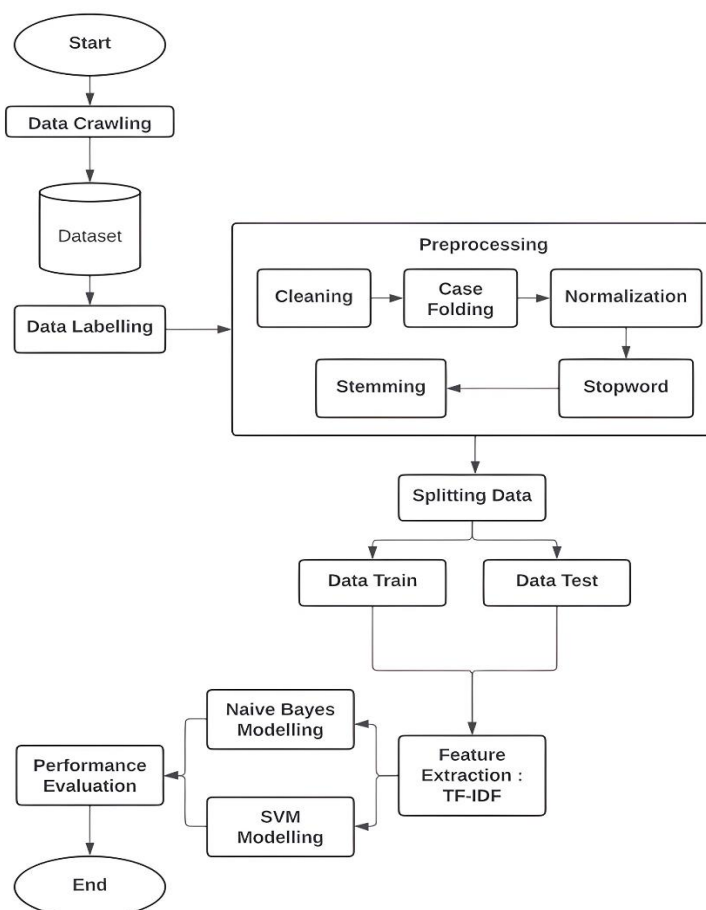 Start
Data Crawling
Dataset
Data Labelling
Preprocessing
Cleaning
Case
Folding
Normalization
Stopword
Stemming
Splitting Data
Data Train
Data Test
Feature
Extraction :
TF-IDF
Naive Bayes
Modelling
SVM
Modelling
Performance
Evaluation
End